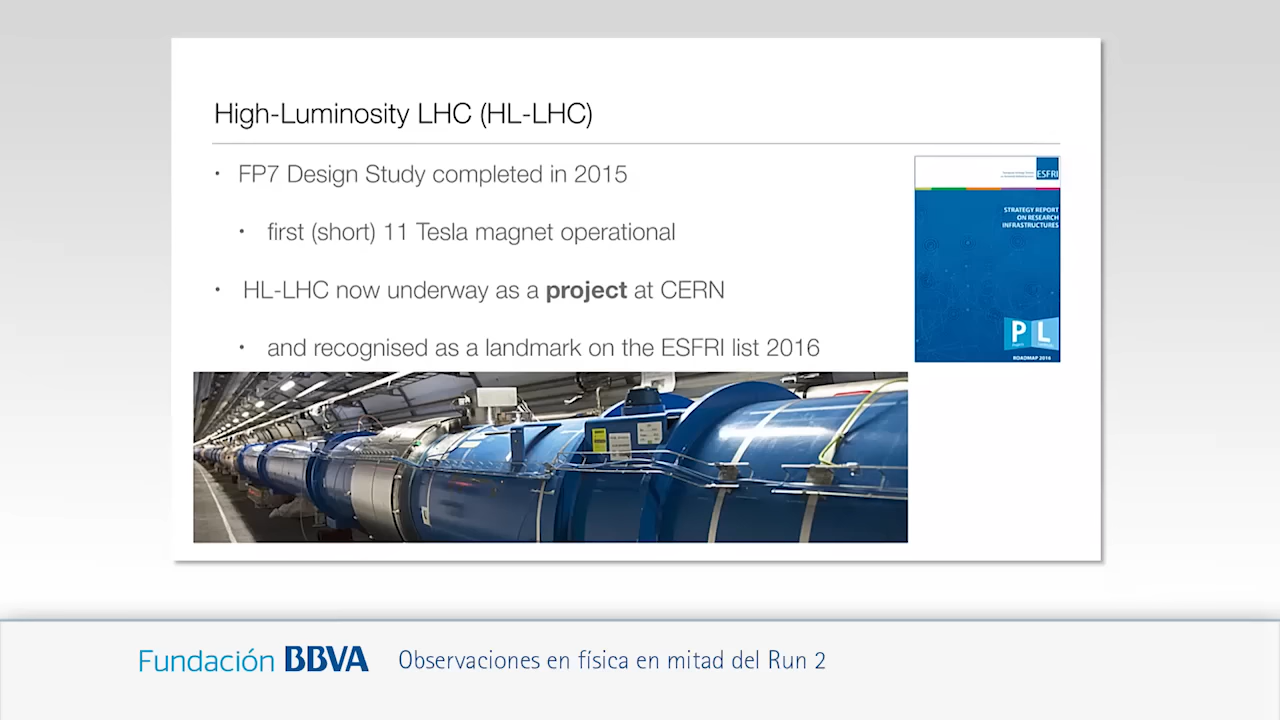 High-Luminosity LHC (HL-LHC)
• FP7 Design Study completed in 2015
• first (short) 11 Tesla magnet operational
• HL-LHC now underway as a project at CERN
• and recognised as a landmark on the ESFRI list 2016
ESFRI
STRATEGY REPORT
ON RESEARCH
INFRASTRUCTURES
P L
ROADMAP 2016
Fundación BBVA Observaciones en física en mitad del Run 2